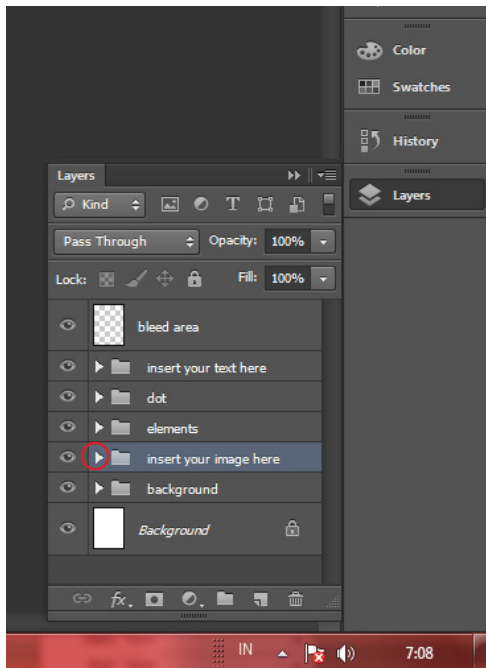 Color
Swatches
History
Layers
Layers
Kind
Pass Through Opacity: 100%
Lock: Fill: 100%
bleed area
insert your text here
dot
elements
insert your image here
background
Background
fx.
IN 7:08